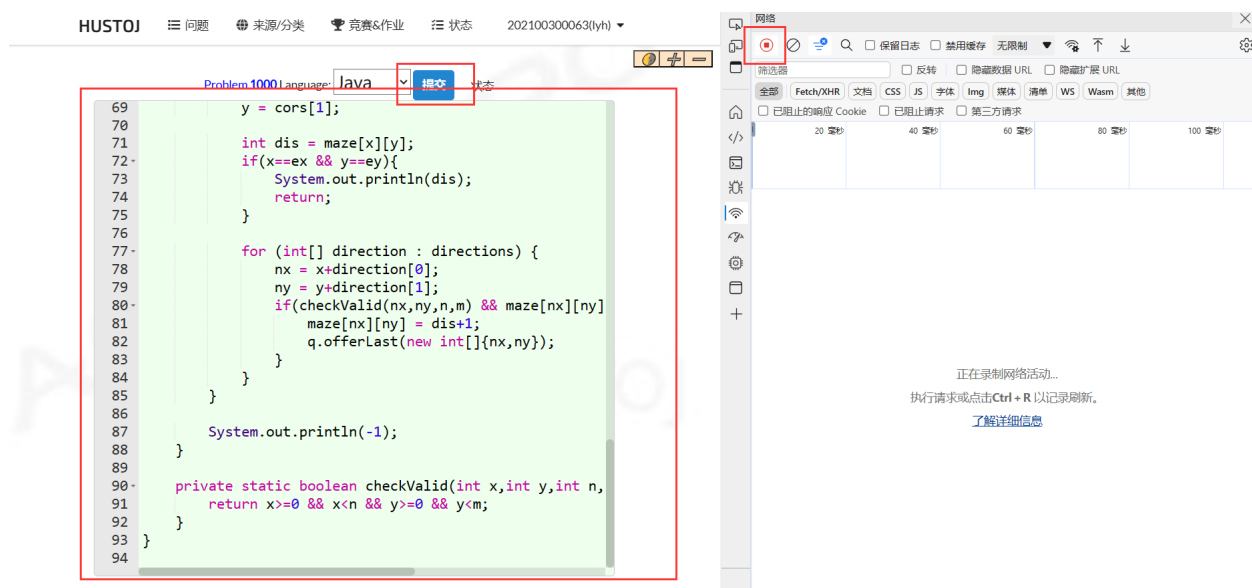 HUSTOJ 问题 来源/分类 竞赛&作业 状态 202100300063(lyh)
Problem 1000 Language: Java 提交 状态
69 y = cors[1];
70
71 int dis = maze[x][y];
72 if(x==ex && y==ey){
73 System.out.println(dis);
74 return;
75 }
76
77 for (int[] direction : directions) {
78 nx = x+direction[0];
79 ny = y+direction[1];
80 if(checkValid(nx,ny,n,m) && maze[nx][ny]
81 maze[nx][ny] = dis+1;
82 q.offerLast(new int[]{nx,ny});
83 }
84 }
85 }
86
87 System.out.println(-1);
88 }
89
90 private static boolean checkValid(int x,int y,int n,
91 return x>=0 && x<n && y>=0 && y<m;
92 }
93 }
94
网络
保留日志 禁用缓存 无限制
筛选器 反转 隐藏数据 URL 隐藏扩展 URL
全部 Fetch/XHR 文档 CSS JS 字体 Img 媒体 清单 WS Wasm 其他
已阻止的响应 Cookie 已阻止请求 第三方请求
20 毫秒 40 毫秒 60 毫秒 80 毫秒 100 毫秒
正在录制网络活动...
执行请求或点击Ctrl + R 以记录刷新。
了解详细信息